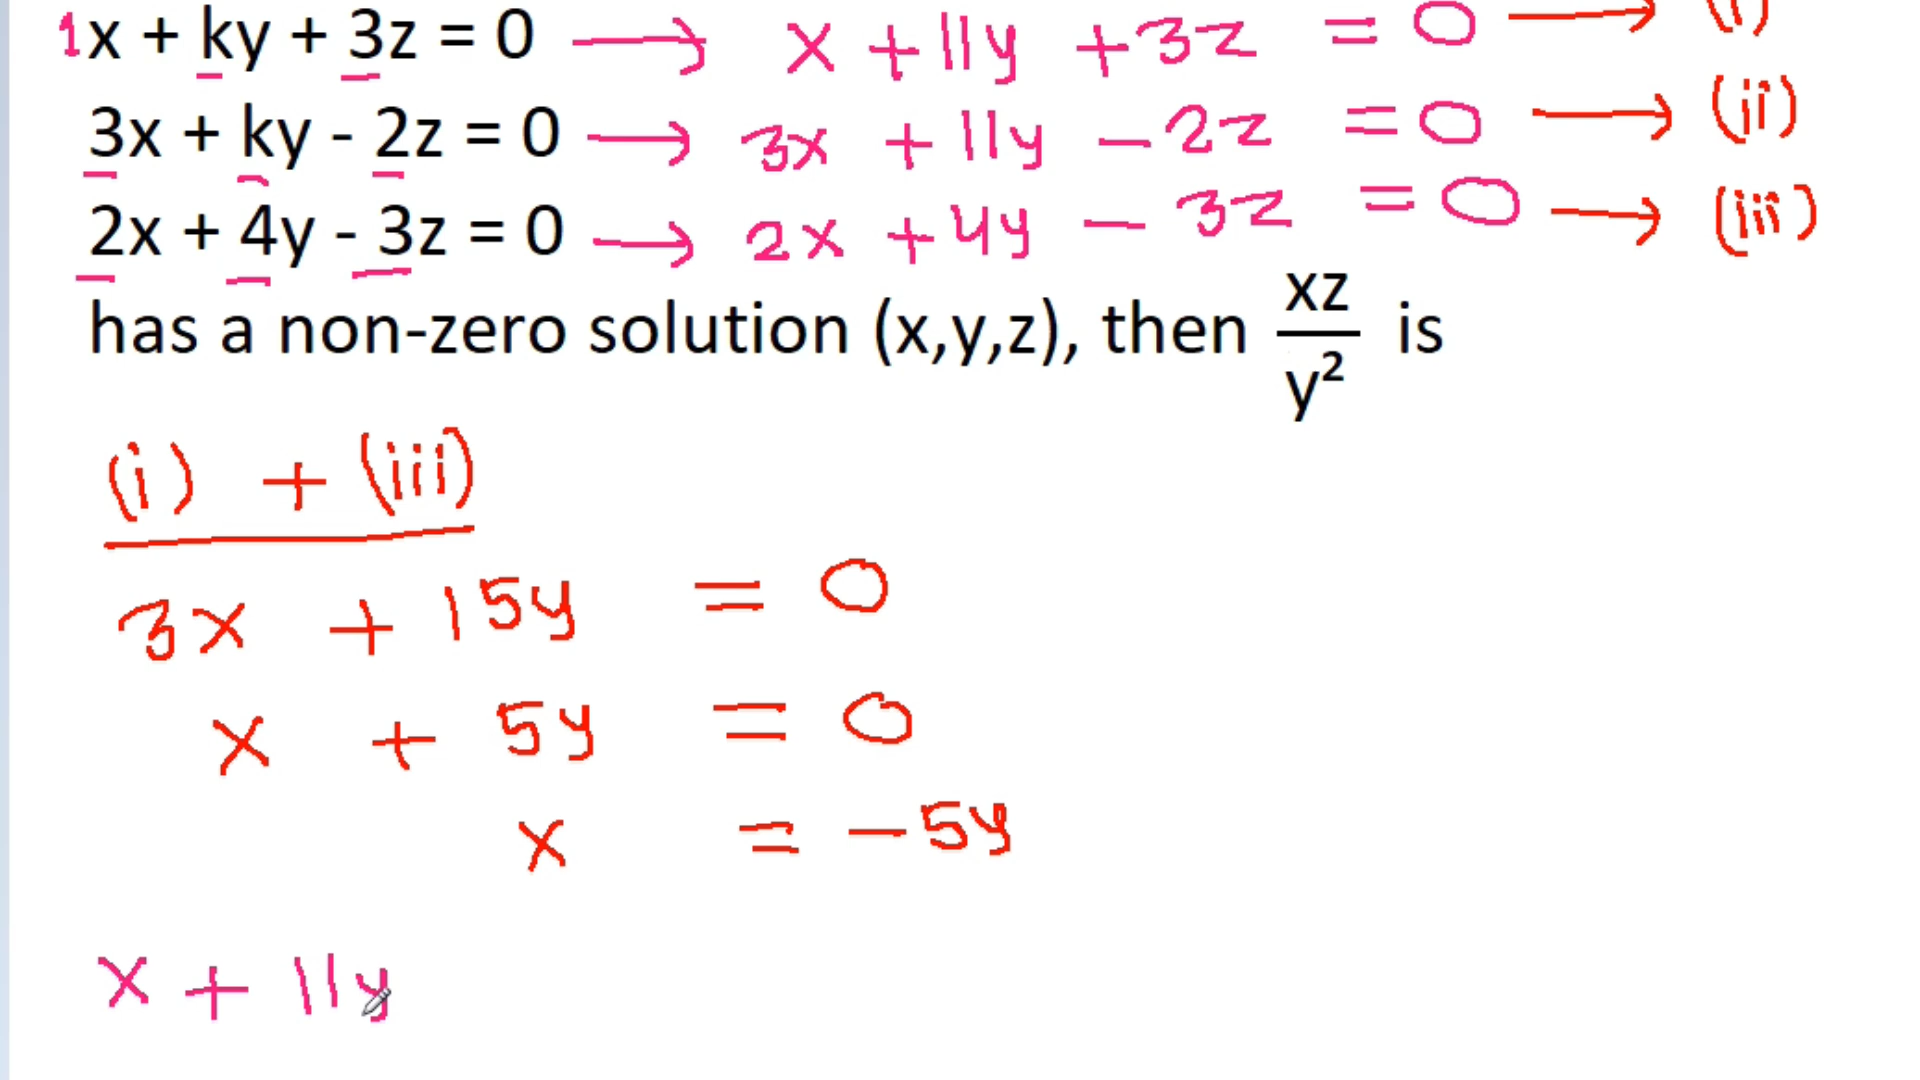 1x + ky + 3z = 0 → x + 11y + 3z = 0 → (i)
3x + ky - 2z = 0 → 3x + 11y - 2z = 0 → (ii)
2x + 4y - 3z = 0 → 2x + 4y - 3z = 0 → (iii)
has a non-zero solution (x,y,z), then xz/y² is
(i) + (iii)
3x + 15y = 0
x + 5y = 0
x = -5y
x + 11y